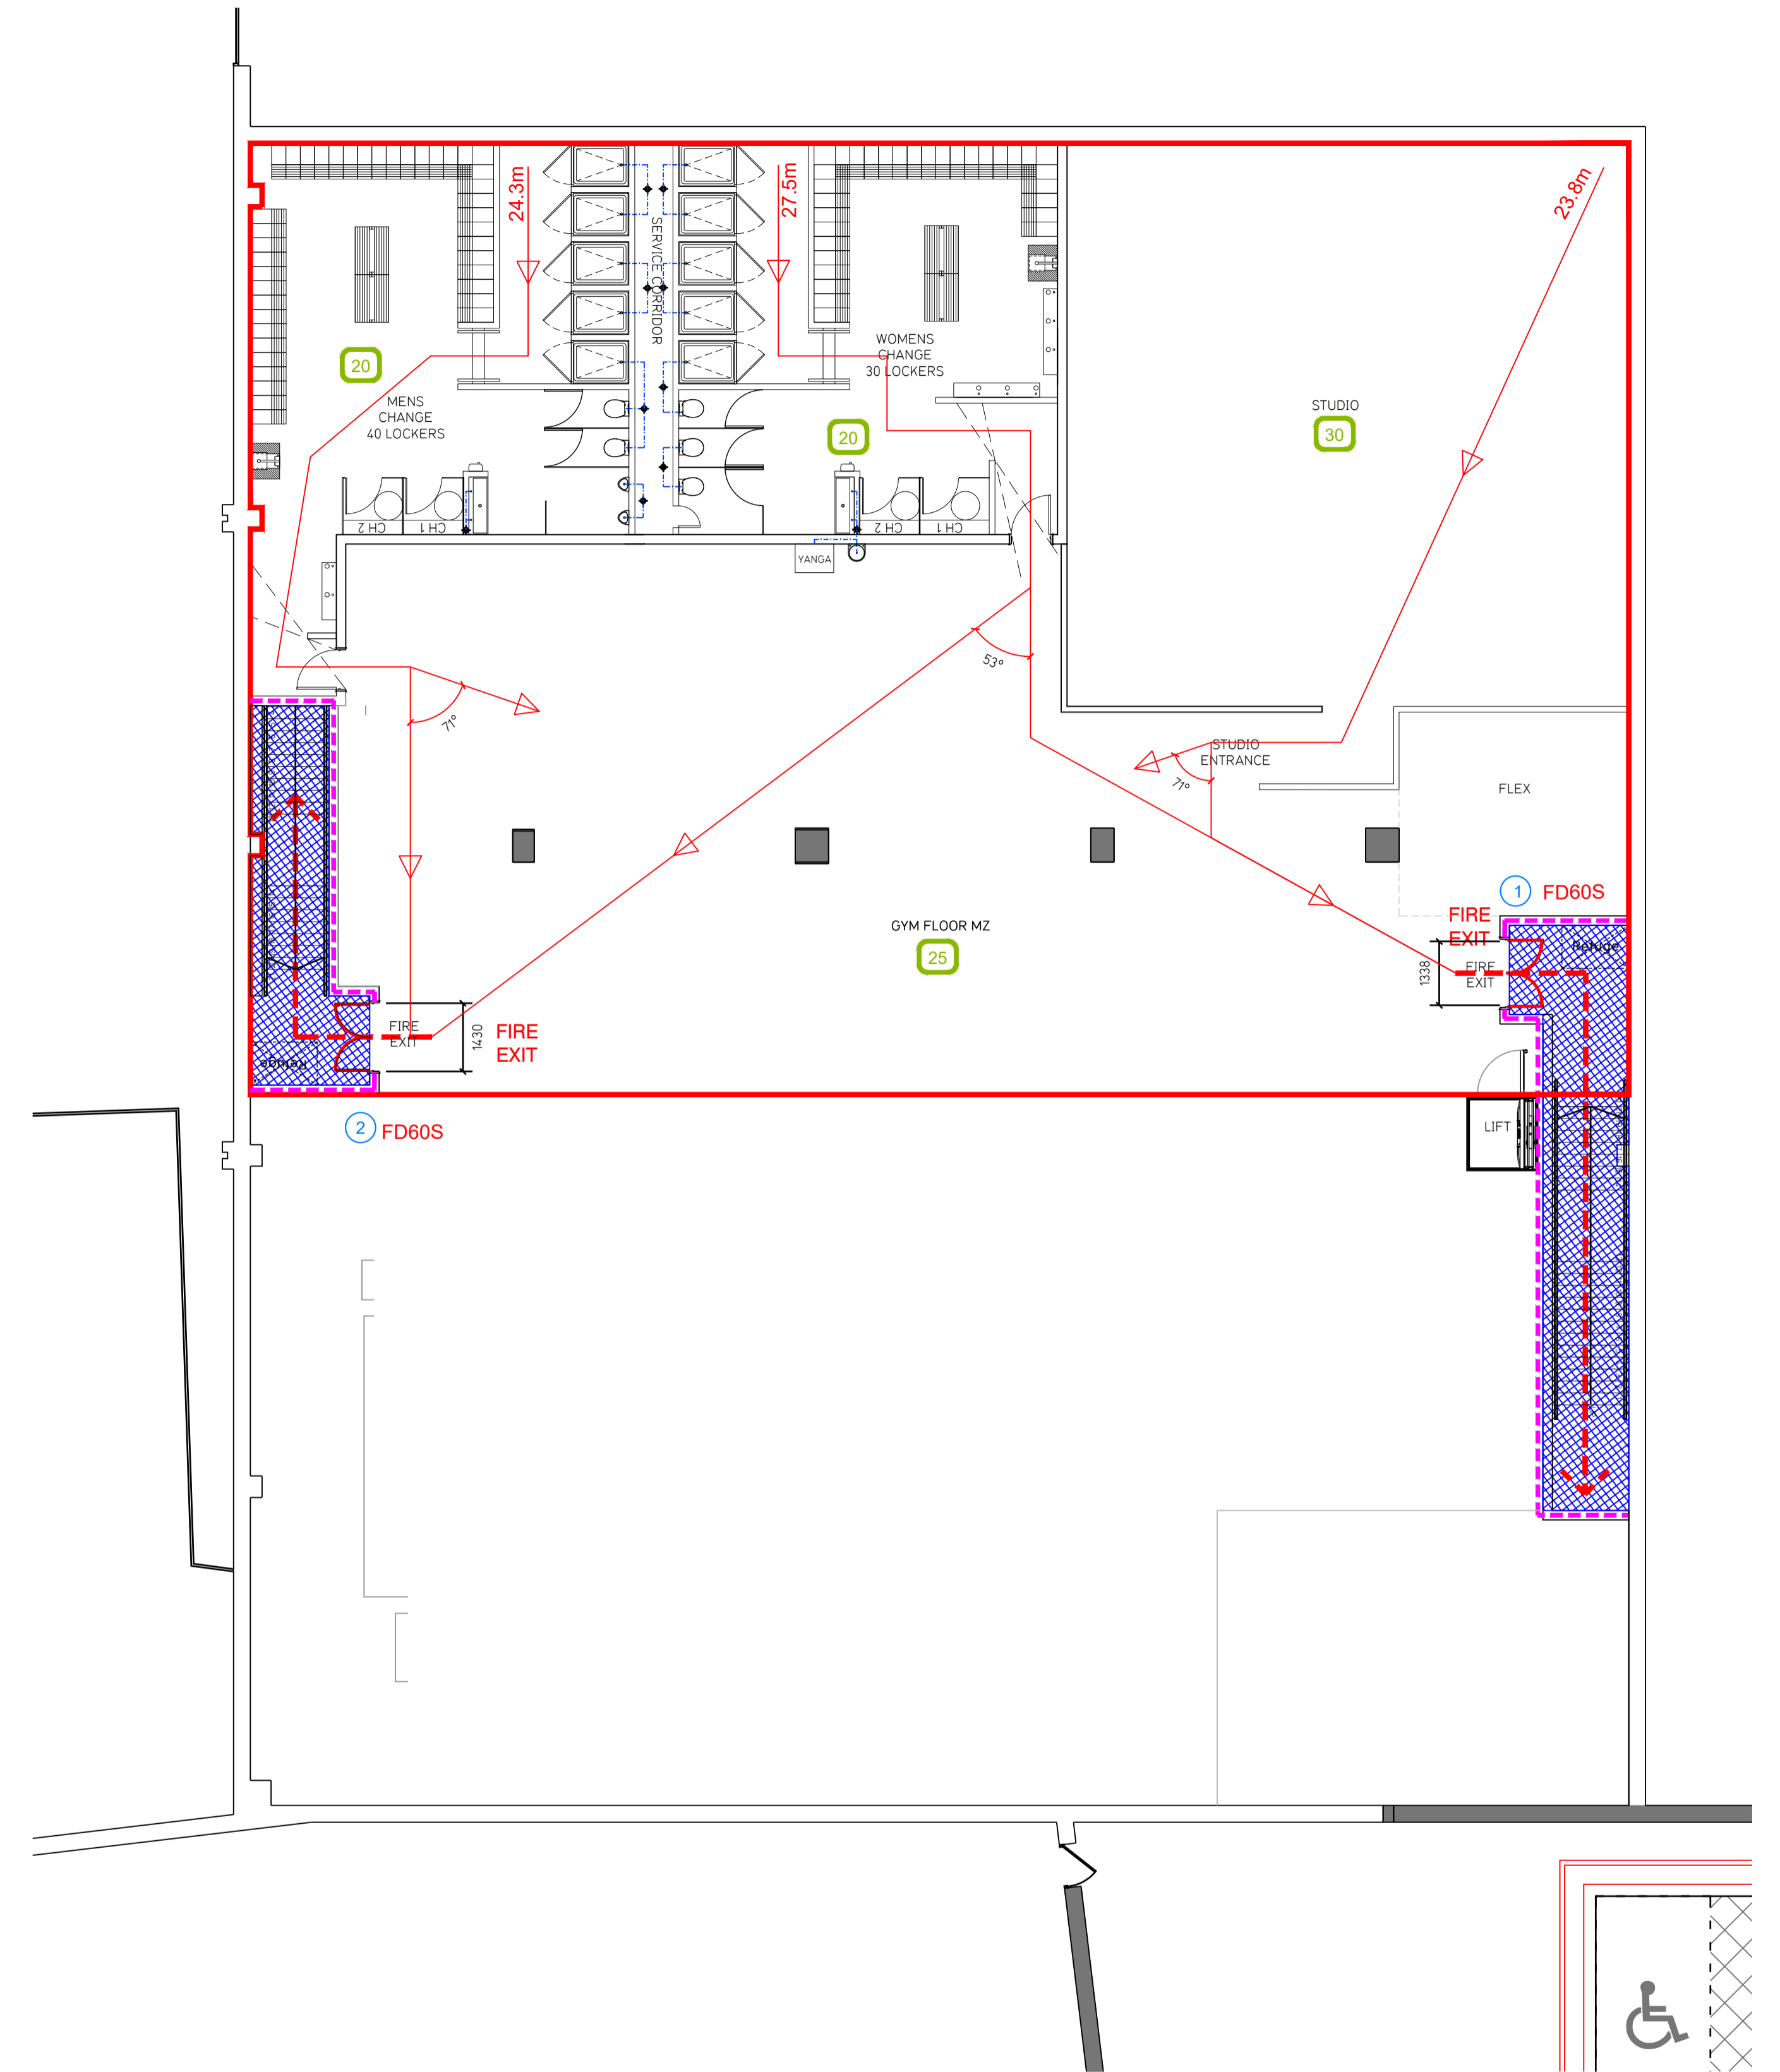 24.3m
27.5m
23.8m
SERVICE CORRIDOR
20
MENS
CHANGE
40 LOCKERS
WOMENS
CHANGE
30 LOCKERS
20
STUDIO
30
CH 2
CH 1
CH 2
CH 1
YANGA
53°
71°
STUDIO
ENTRANCE
71°
FLEX
1
FD60S
FIRE
EXIT
Refuge
GYM FLOOR MZ
25
1338
FIRE
EXIT
FIRE
EXIT
1430
FIRE
EXIT
Refuge
2
FD60S
LIFT